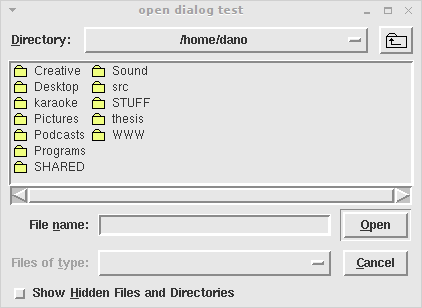 open dialog test
Directory: /home/dano
Creative Sound
Desktop src
karaoke STUFF
Pictures thesis
Podcasts WWW
Programs
SHARED
File name: Open
Files of type: Cancel
Show Hidden Files and Directories